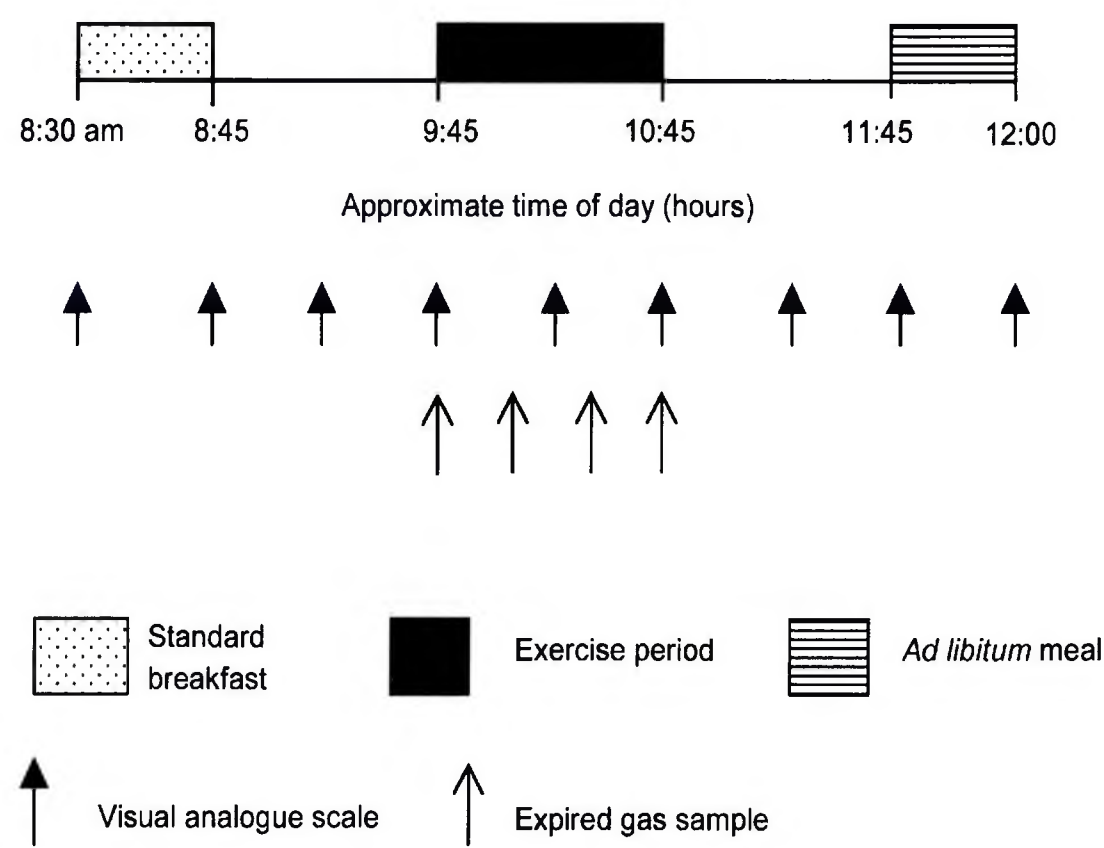 8:30 am 8:45 9:45 10:45 11:45 12:00
Approximate time of day (hours)
Standard
breakfast
Exercise period
Ad libitum meal
Visual analogue scale
Expired gas sample